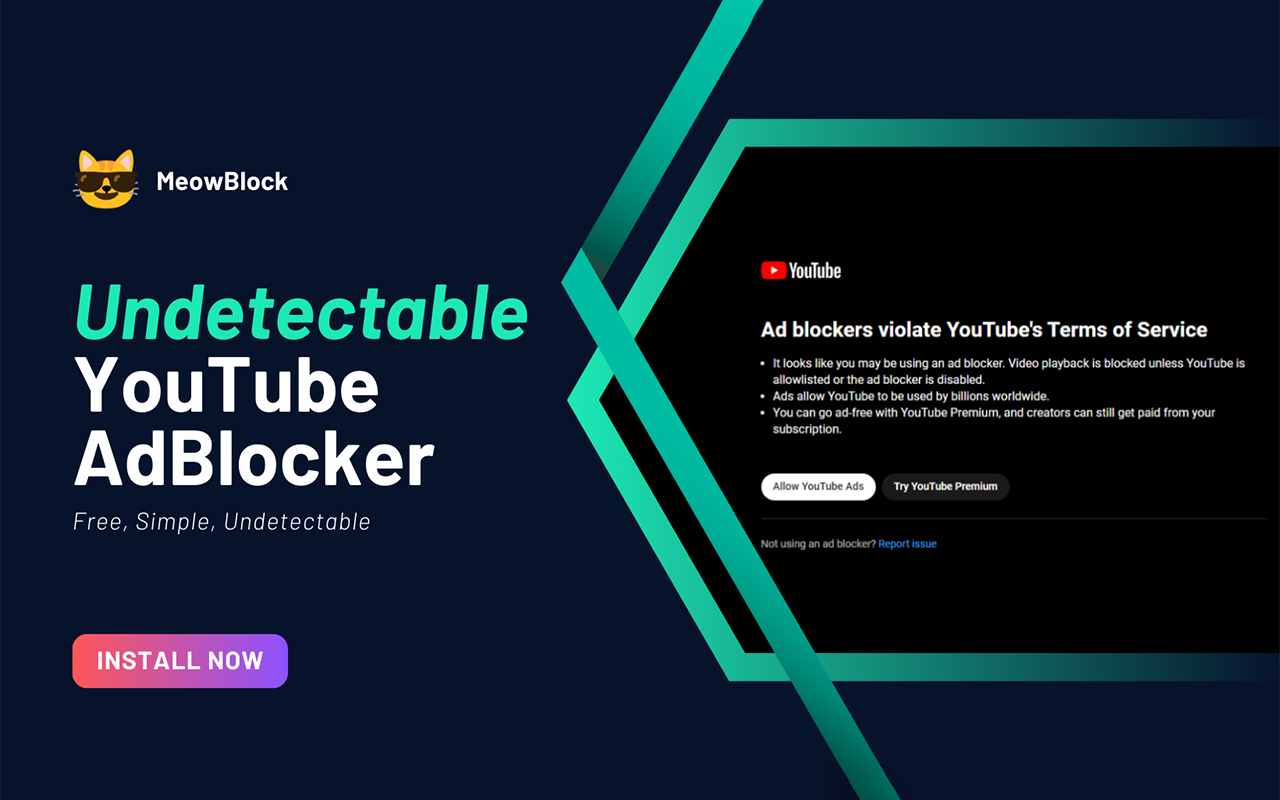 MeowBlock
Undetectable
YouTube
AdBlocker
Free, Simple, Undetectable
INSTALL NOW
YouTube
Ad blockers violate YouTube's Terms of Service
• It looks like you may be using an ad blocker. Video playback is blocked unless YouTube is
allowlisted or the ad blocker is disabled.
• Ads allow YouTube to be used by billions worldwide.
• You can go ad-free with YouTube Premium, and creators can still get paid from your
subscription.
Allow YouTube Ads Try YouTube Premium
Not using an ad blocker? Report issue